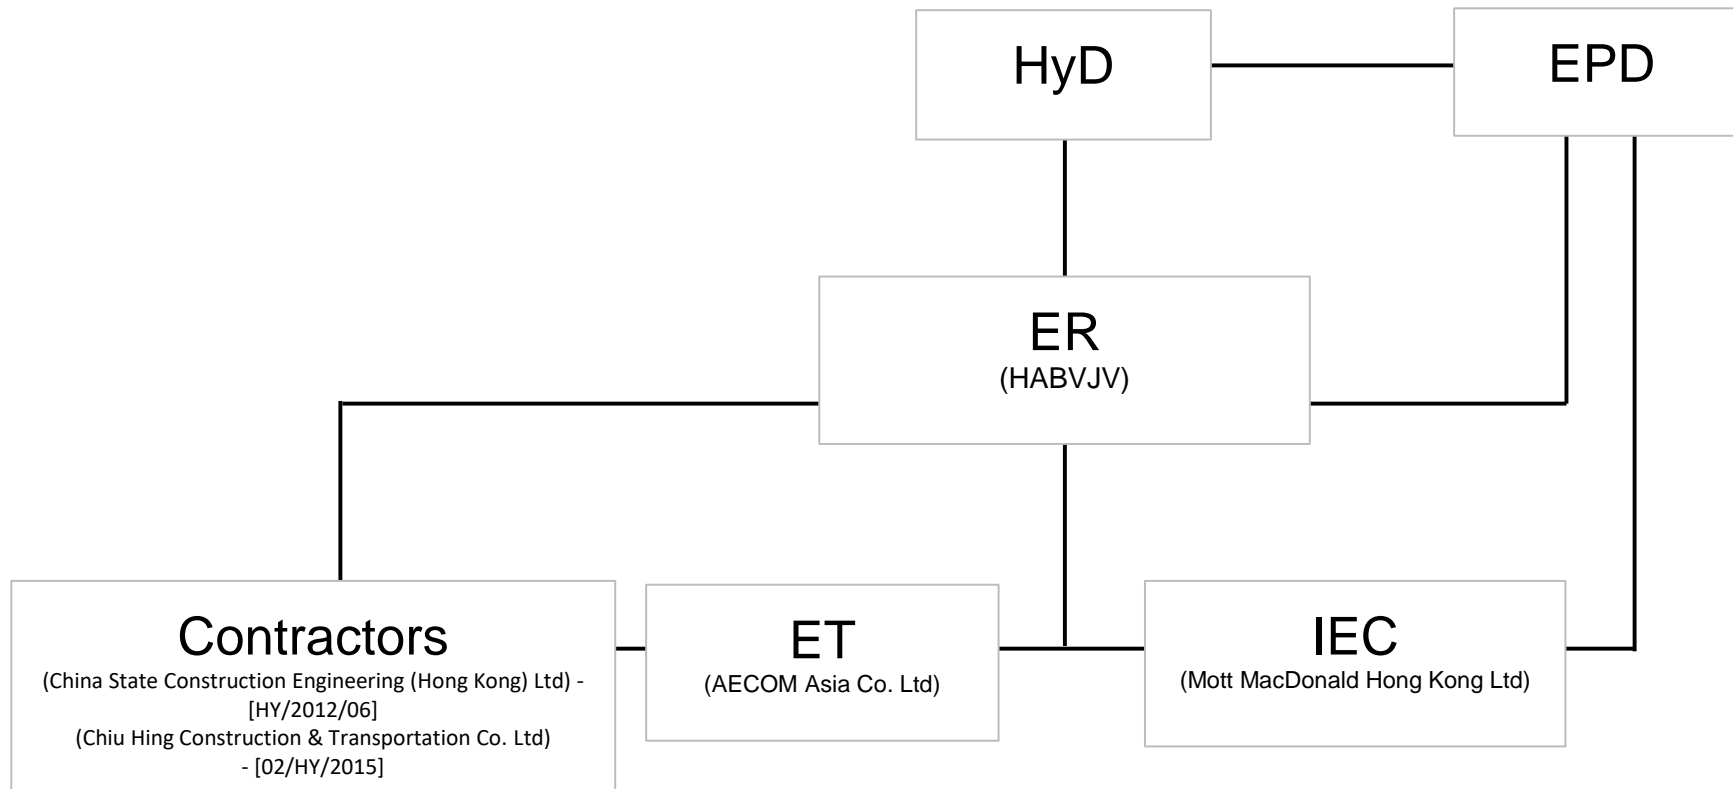 HyD
EPD
ER
(HABVJV)
Contractors
(China State Construction Engineering (Hong Kong) Ltd) -
[HY/2012/06]
(Chiu Hing Construction & Transportation Co. Ltd)
- [02/HY/2015]
ET
(AECOM Asia Co. Ltd)
IEC
(Mott MacDonald Hong Kong Ltd)